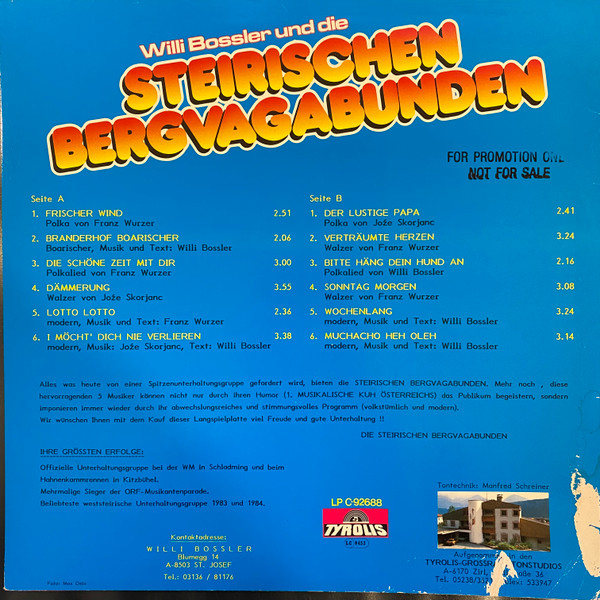 Willi Bossler und die
STEIRISCHEN
BERGVAGABUNDEN
FOR PROMOTION ONL
NOT FOR SALE
Seite A
1. FRISCHER WIND 2.51
Polka von Franz Wurzer
2. BRANDERHOF BOARISCHER 2.06
Boarischer, Musik und Text: Willi Bossler
3. DIE SCHÖNE ZEIT MIT DIR 3.00
Polkalied von Franz Wurzer
4. DÄMMERUNG 3.55
Walzer von Jože Skorjanc
5. LOTTO LOTTO 2.36
modern, Musik und Text: Franz Wurzer
6. I MÖCHT' DICH NIE VERLIEREN 3.38
modern, Musik: Jože Skorjanc, Text: Willi Bossler
Seite B
1. DER LUSTIGE PAPA 2.41
Polka von Jože Skorjanc
2. VERTRÄUMTE HERZEN 3.24
Walzer von Franz Wurzer
3. BITTE HÄNG DEIN HUND AN 2.16
Polkalied von Willi Bossler
4. SONNTAG MORGEN 3.08
Walzer von Franz Wurzer
5. WOCHENLANG 3.24
modern, Musik und Text: Willi Bossler
6. MUCHACHO HEH OLEH 3.14
modern, Musik und Text: Willi Bossler
Alles was heute von einer Spitzenunterhaltungsgruppe gefordert wird, bieten die STEIRISCHEN BERGVAGABUNDEN. Mehr noch , diese
hervorragenden 5 Musiker können nicht nur durch ihren Humor (1. MUSIKALISCHE KUH ÖSTERREICHS) das Publikum begeistern, sondern
imponieren immer wieder durch ihr abwechslungsreiches und stimmungsvolles Programm (volkstümlich und modern).
Wir wünschen Ihnen mit dem Kauf dieser Langspielplatte viel Freude und gute Unterhaltung !!
DIE STEIRISCHEN BERGVAGABUNDEN
IHRE GRÖSSTEN ERFOLGE:
Offizielle Unterhaltungsgruppe bei der WM in Schladming und beim
Hahnenkammrennen in Kitzbühel.
Mehrmalige Sieger der ORF-Musikantenparade.
Beliebteste weststeirische Unterhaltungsgruppe 1983 und 1984.
Kontaktadresse:
WILLI BOSSLER
Blumegg 14
A-8503 ST. JOSEF
Tel.: 03136 / 81176
LP C-92688
TYROLIS
Tontechnik: Manfred Schreiner
Aufgenommen in den
TYROLIS-GROSSR TONSTUDIOS
A-6170 Zirl, 36
Tel. 05238/35 ex: 533947